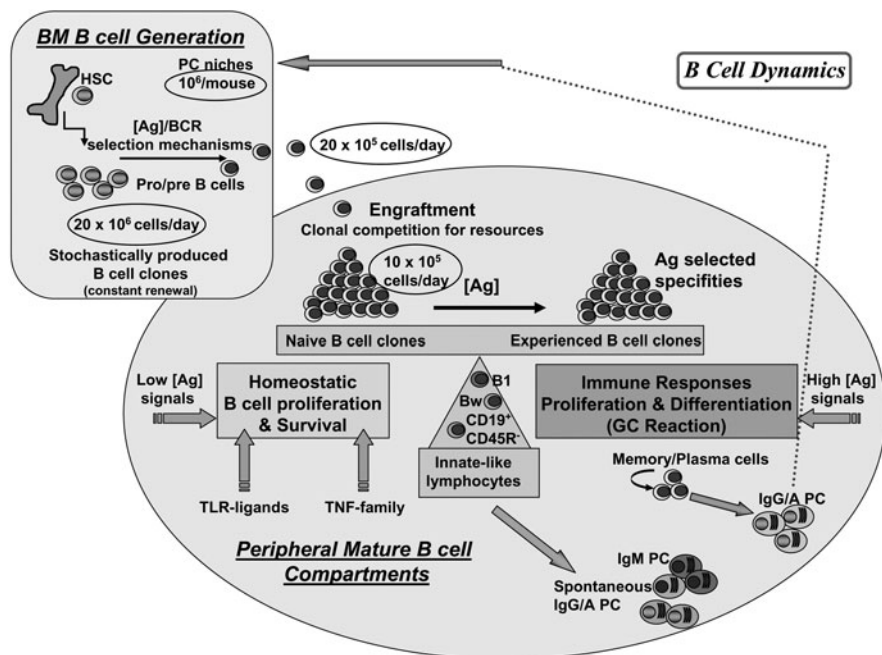 BM B cell Generation
HSC
PC niches
10⁶/mouse
[Ag]/BCR
selection mechanisms
Pro/pre B cells
20 x 10⁶ cells/day
Stochastically produced
B cell clones
(constant renewal)
B Cell Dynamics
20 x 10⁵ cells/day
Engraftment
Clonal competition for resources
10 x 10⁵
cells/day
[Ag]
Ag selected
specifities
Naive B cell clones
Experienced B cell clones
Low [Ag]
signals
Homeostatic
B cell proliferation
& Survival
B1
Bw
CD19⁺
CD45R⁻
Innate-like
lymphocytes
Immune Responses
Proliferation & Differentiation
(GC Reaction)
High [Ag]
signals
TLR-ligands
TNF-family
Memory/Plasma cells
IgG/A PC
Peripheral Mature B cell
Compartments
IgM PC
Spontaneous
IgG/A PC